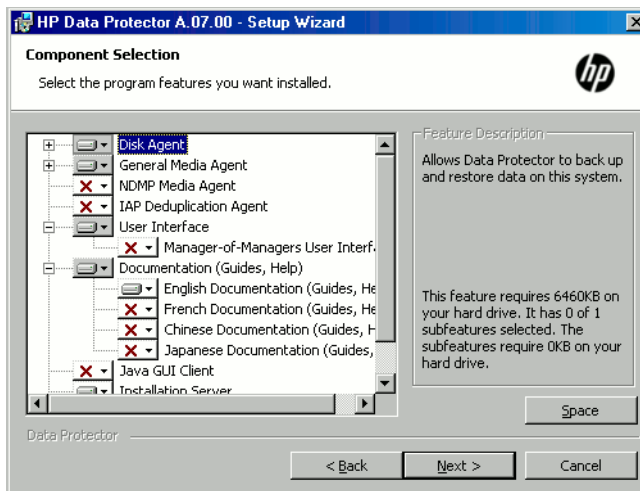 HP Data Protector A.07.00 - Setup Wizard
Component Selection
Select the program features you want installed.
hp
Disk Agent
General Media Agent
NDMP Media Agent
IAP Deduplication Agent
User Interface
Manager-of-Managers User Interf
Documentation (Guides, Help)
English Documentation (Guides, He
French Documentation (Guides, He
Chinese Documentation (Guides, H
Japanese Documentation (Guides,
Java GUI Client
Installation Server
Feature Description
Allows Data Protector to back up
and restore data on this system.
This feature requires 6460KB on
your hard drive. It has 0 of 1
subfeatures selected. The
subfeatures require 0KB on your
hard drive.
Space
Data Protector
< Back
Next >
Cancel